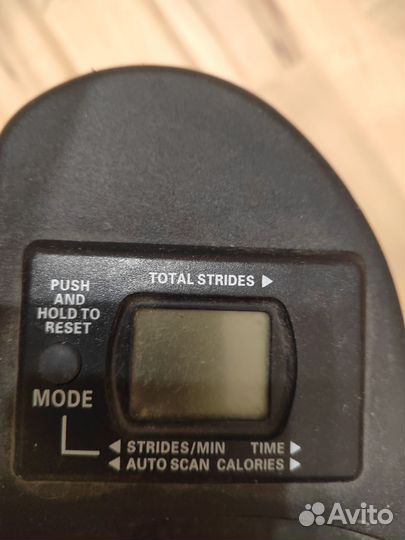 TOTAL STRIDES ▶
PUSH
AND
HOLD TO
RESET
MODE
◀ STRIDES/MIN TIME ▶
◀ AUTO SCAN CALORIES ▶
Avito